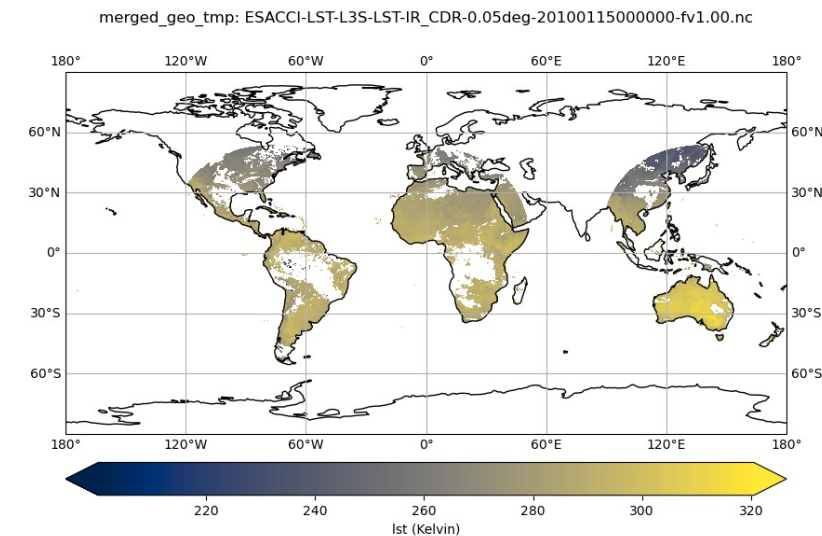 merged_geo_tmp: ESACCI-LST-L3S-LST-IR_CDR-0.05deg-20100115000000-fv1.00.nc
180° 120°W 60°W 0° 60°E 120°E 180°
60°N 60°N
30°N 30°N
0° 0°
30°S 30°S
60°S 60°S
180° 120°W 60°W 0° 60°E 120°E 180°
220 240 260 280 300 320
lst (Kelvin)